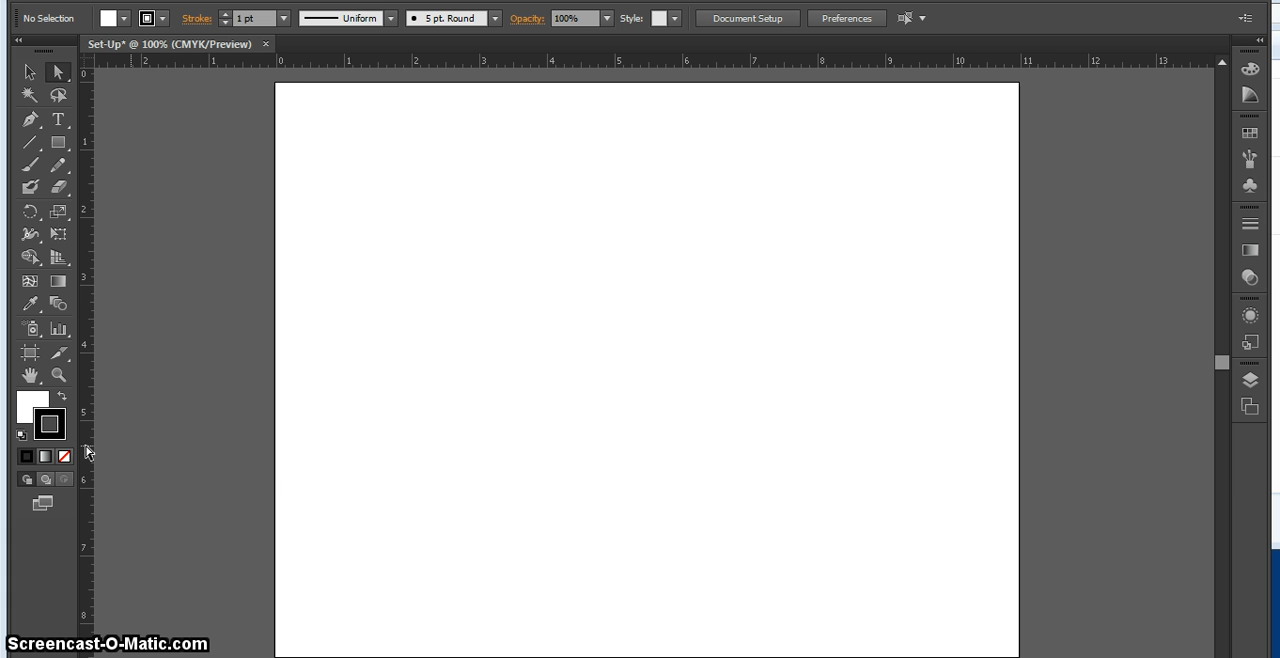 No Selection Stroke: 1 pt Uniform 5 pt. Round Opacity: 100% Style: Document Setup Preferences
Set-Up* @ 100% (CMYK/Preview) ×
2 1 0 1 2 3 4 5 6 7 8 9 10 11 12 13
0
1
2
3
4
5
6
7
8
T
Screencast-O-Matic.com